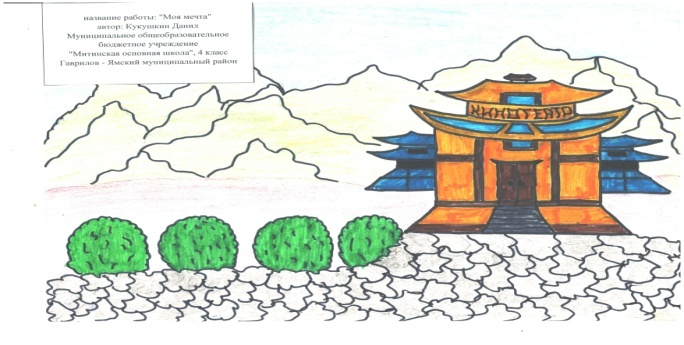 название работы: "Моя мечта"
автор: Кукушкин Данил
Муниципальное общеобразовательное
бюджетное учреждение
"Митинская основная школа", 4 класс
Гаврилов - Ямский муниципальный район